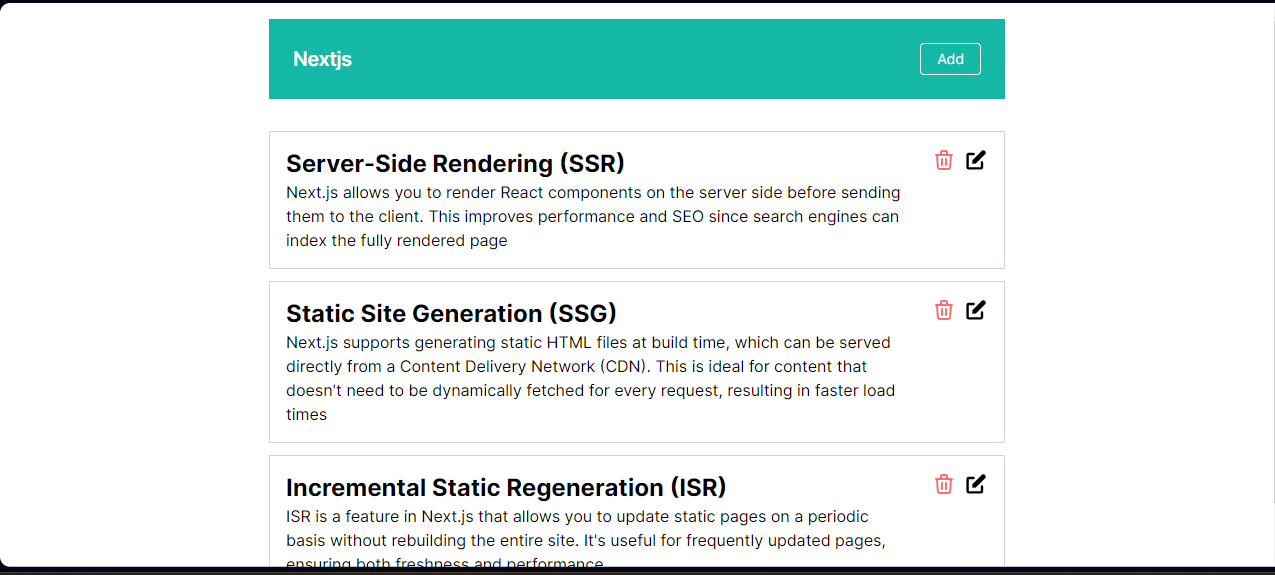 Nextjs
Add
Server-Side Rendering (SSR)
Next.js allows you to render React components on the server side before sending
them to the client. This improves performance and SEO since search engines can
index the fully rendered page
Static Site Generation (SSG)
Next.js supports generating static HTML files at build time, which can be served
directly from a Content Delivery Network (CDN). This is ideal for content that
doesn't need to be dynamically fetched for every request, resulting in faster load
times
Incremental Static Regeneration (ISR)
ISR is a feature in Next.js that allows you to update static pages on a periodic
basis without rebuilding the entire site. It's useful for frequently updated pages,
ensuring both freshness and performance